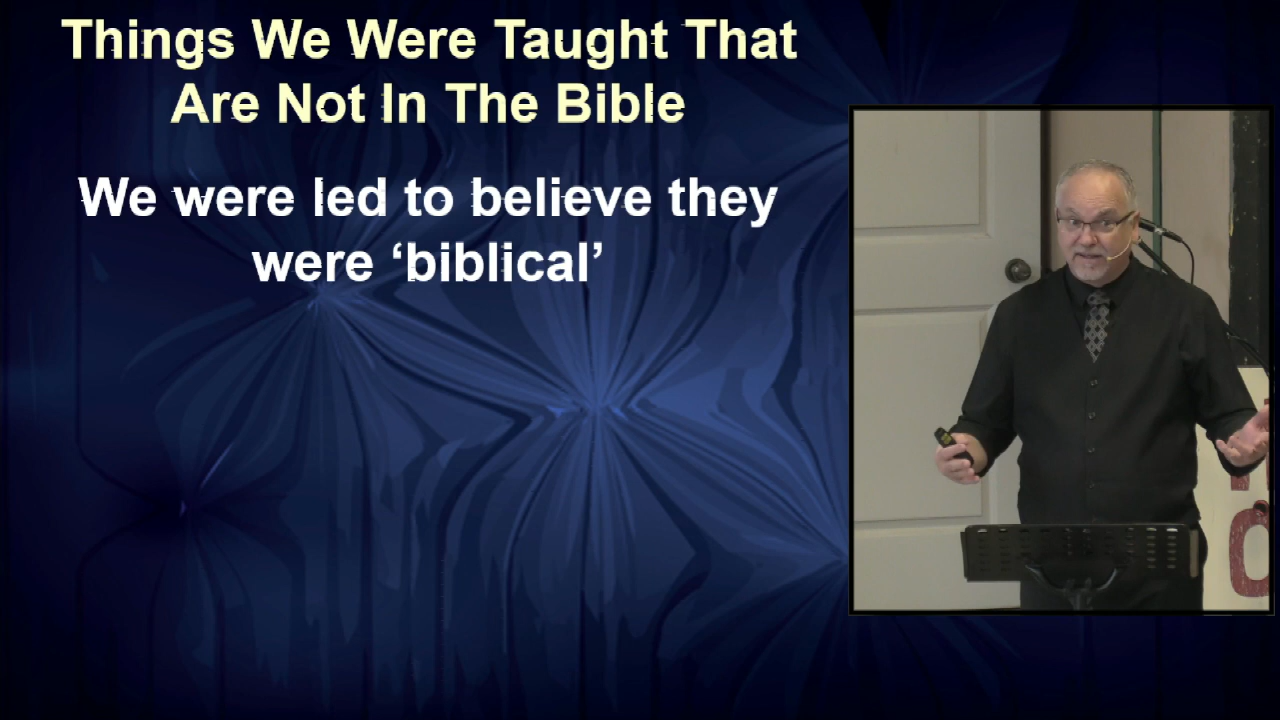 Things We Were Taught That
Are Not In The Bible
We were led to believe they
were ‘biblical’